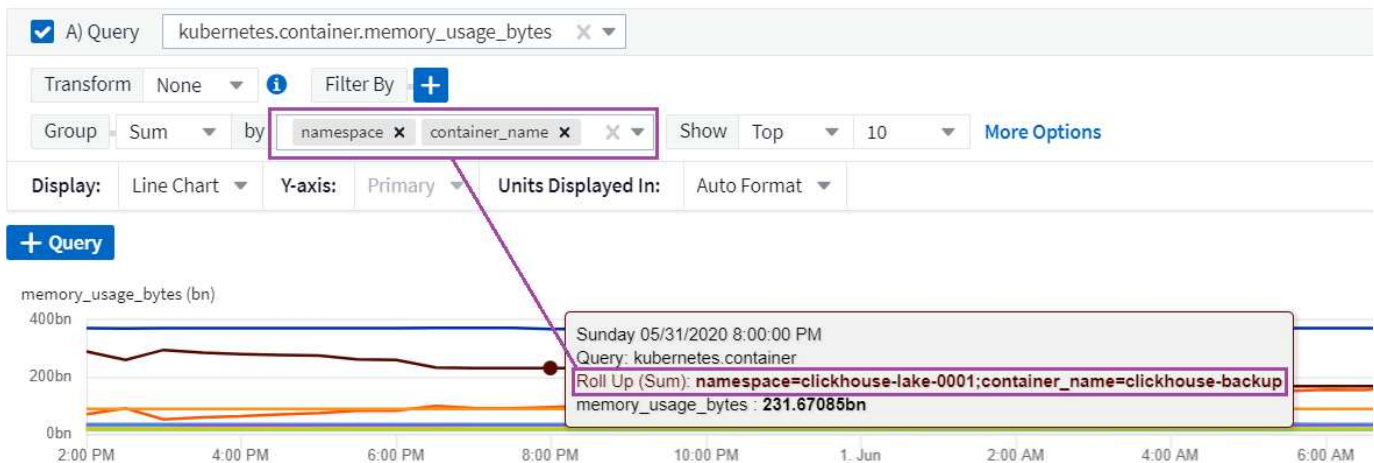 A) Query kubernetes.container.memory_usage_bytes
Transform None Filter By +
Group Sum by namespace container_name Show Top 10 More Options
Display: Line Chart Y-axis: Primary Units Displayed In: Auto Format
+ Query
memory_usage_bytes (bn)
400bn
200bn
0bn
Sunday 05/31/2020 8:00:00 PM
Query: kubernetes.container
Roll Up (Sum): namespace=clickhouse-lake-0001;container_name=clickhouse-backup
memory_usage_bytes : 231.67085bn
2:00 PM 4:00 PM 6:00 PM 8:00 PM 10:00 PM 1. Jun 2:00 AM 4:00 AM 6:00 AM